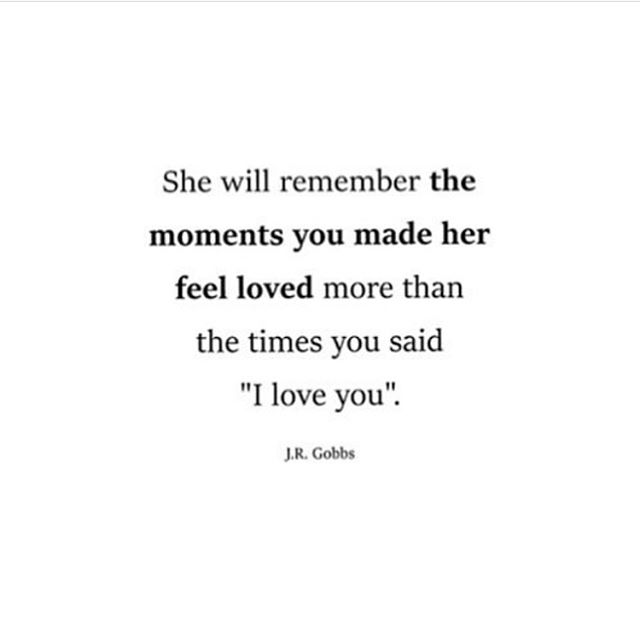 She will remember the
moments you made her
feel loved more than
the times you said
"I love you".
J.R. Gobbs